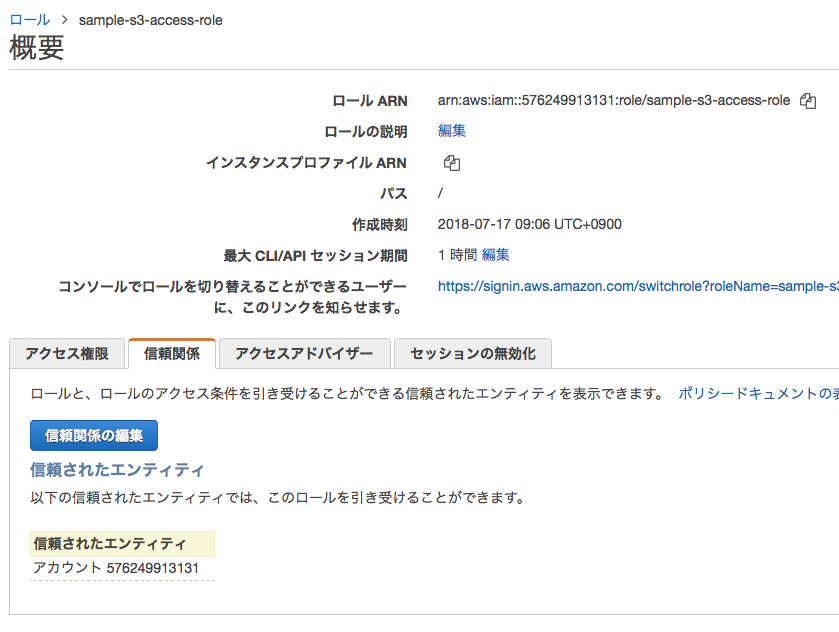 ロール > sample-s3-access-role
概要
ロール ARN arn:aws:iam::576249913131:role/sample-s3-access-role
ロールの説明 編集
インスタンスプロファイル ARN
パス /
作成時刻 2018-07-17 09:06 UTC+0900
最大 CLI/API セッション期間 1 時間 編集
コンソールでロールを切り替えることができるユーザー https://signin.aws.amazon.com/switchrole?roleName=sample-s3
に、このリンクを知らせます。
アクセス権限 信頼関係 アクセスアドバイザー セッションの無効化
ロールと、ロールのアクセス条件を引き受けることができる信頼されたエンティティを表示できます。 ポリシードキュメントの表
信頼関係の編集
信頼されたエンティティ
以下の信頼されたエンティティでは、このロールを引き受けることができます。
信頼されたエンティティ
アカウント 576249913131